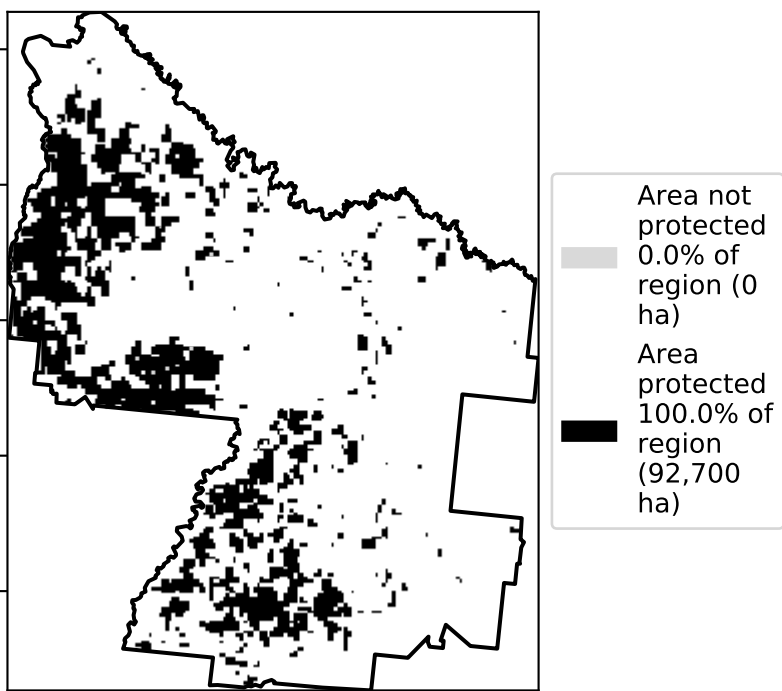 Area not
protected
0.0% of
region (0
ha)
Area
protected
100.0% of
region
(92,700
ha)